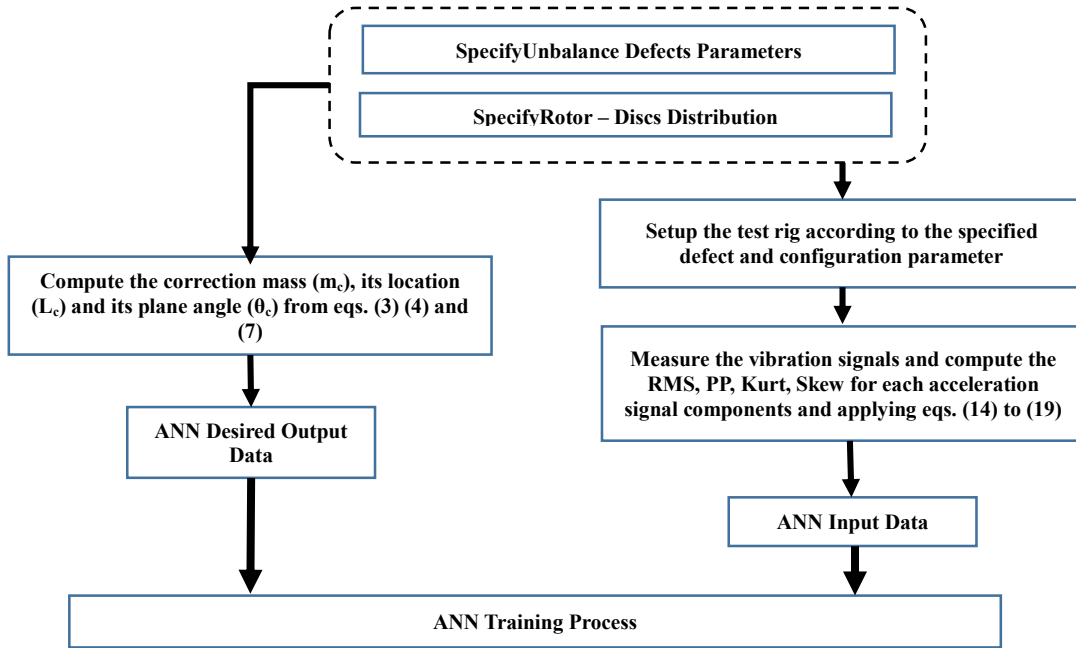 SpecifyUnbalance Defects Parameters
SpecifyRotor – Discs Distribution
Setup the test rig according to the specified
defect and configuration parameter
Compute the correction mass (mc), its location
(Lc) and its plane angle (θc) from eqs. (3) (4) and
(7)
Measure the vibration signals and compute the
RMS, PP, Kurt, Skew for each acceleration
signal components and applying eqs. (14) to (19)
ANN Desired Output
Data
ANN Input Data
ANN Training Process